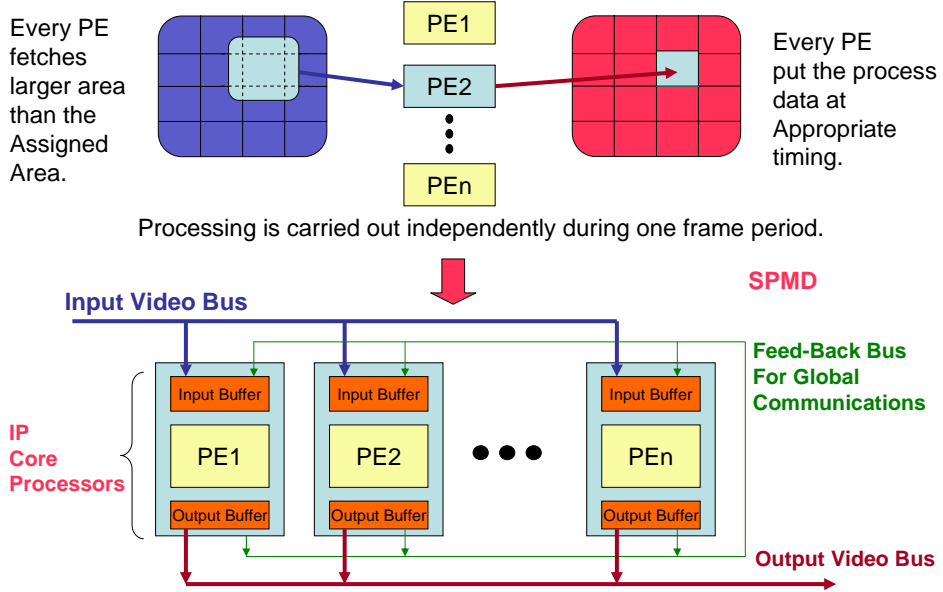 Every PE
fetches
larger area
than the
Assigned
Area.
PE1
PE2
PEn
Every PE
put the process
data at
Appropriate
timing.
Processing is carried out independently during one frame period.
SPMD
Input Video Bus
Feed-Back Bus
For Global
Communications
IP
Core
Processors
Input Buffer
PE1
Output Buffer
Input Buffer
PE2
Output Buffer
Input Buffer
PEn
Output Buffer
Output Video Bus